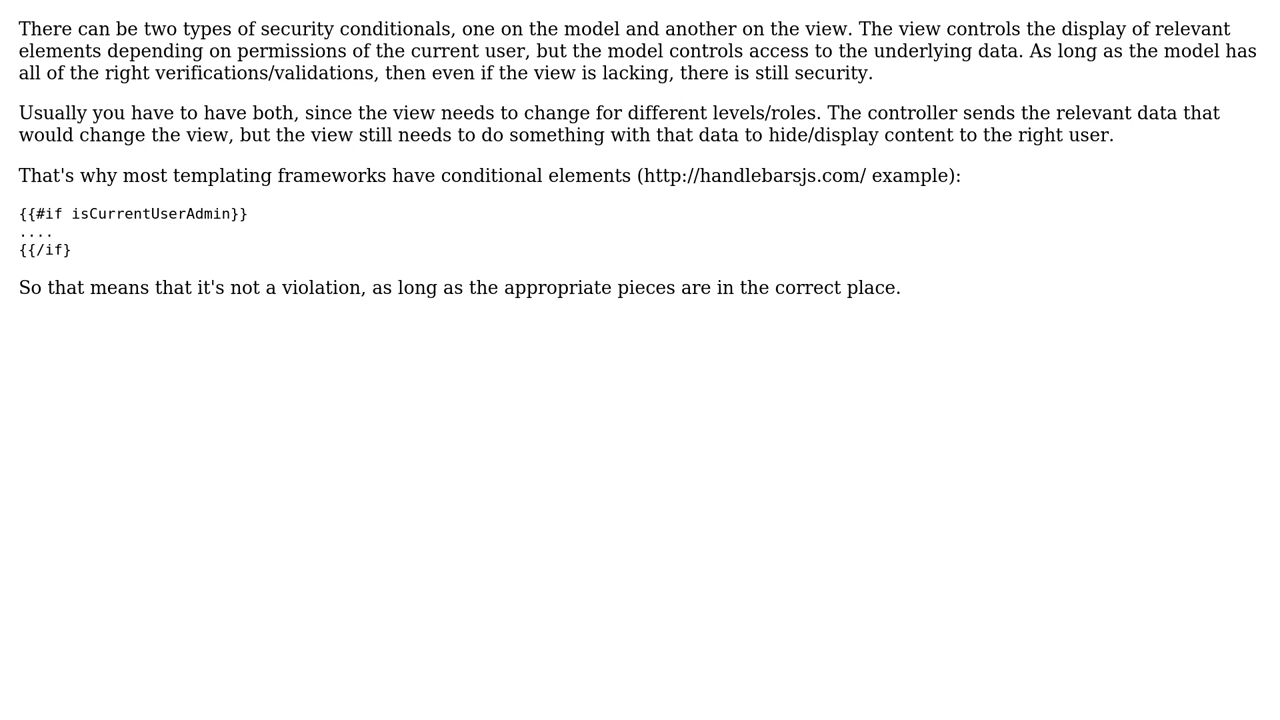 There can be two types of security conditionals, one on the model and another on the view. The view controls the display of relevant
elements depending on permissions of the current user, but the model controls access to the underlying data. As long as the model has
all of the right verifications/validations, then even if the view is lacking, there is still security.
Usually you have to have both, since the view needs to change for different levels/roles. The controller sends the relevant data that
would change the view, but the view still needs to do something with that data to hide/display content to the right user.
That's why most templating frameworks have conditional elements (http://handlebarsjs.com/ example):
{{#if isCurrentUserAdmin}}
....
{{/if}
So that means that it's not a violation, as long as the appropriate pieces are in the correct place.